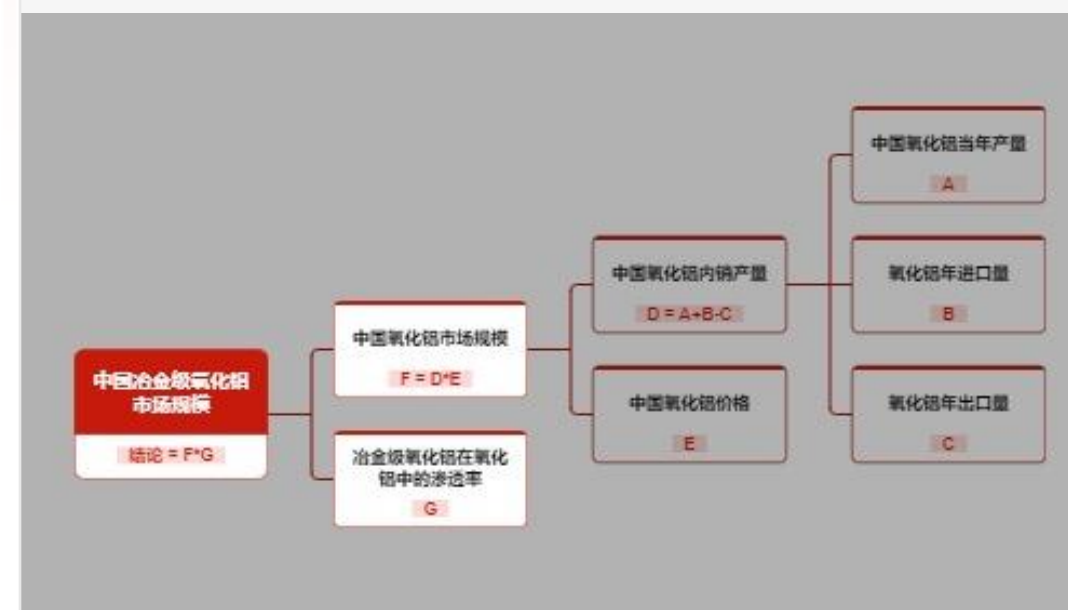 中国氧化铝当年产量
A
中国氧化铝内销产量
D = A+B-C
氧化铝年进口量
B
中国氧化铝市场规模
F = D*E
中国冶金级氧化铝
市场规模
结论 = F*G
中国氧化铝价格
E
氧化铝年出口量
C
冶金级氧化铝在氧化
铝中的渗透率
G